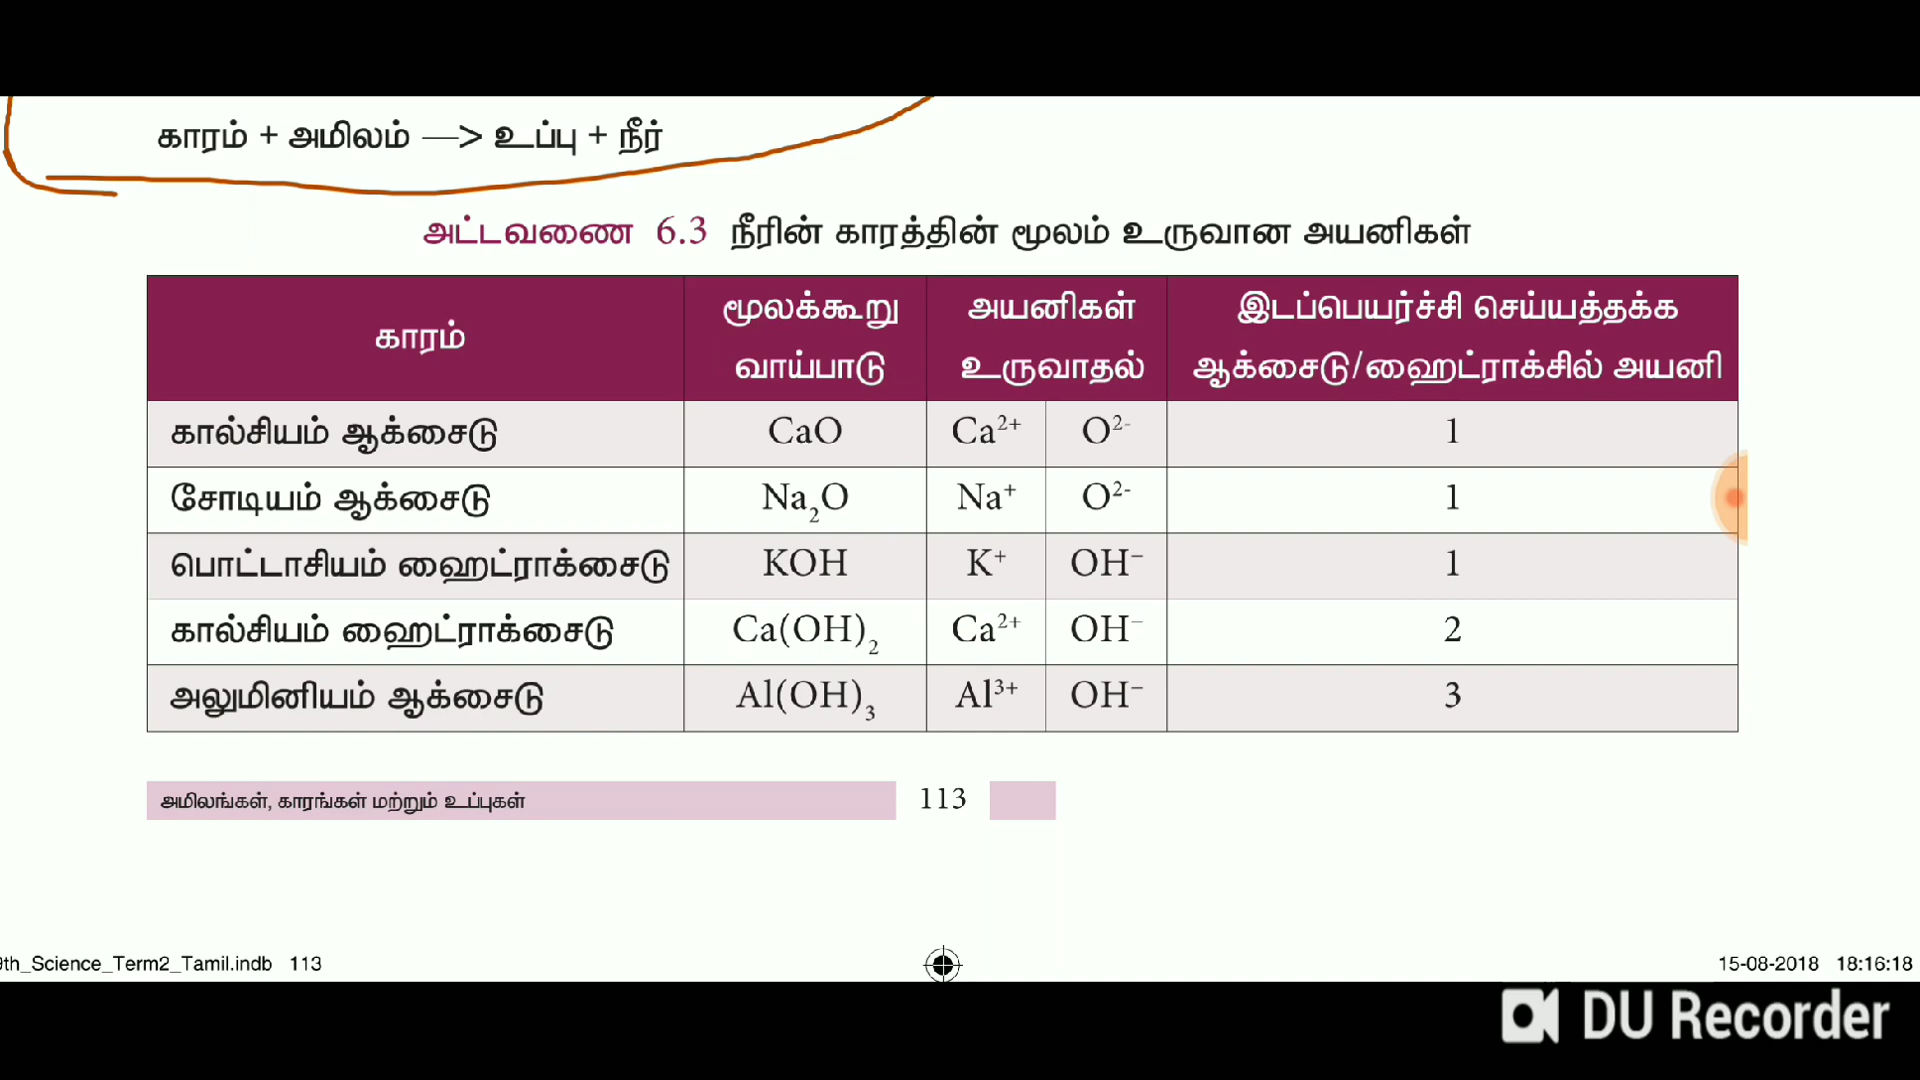 காரம் + அமிலம் —> உப்பு + நீர்
அட்டவணை 6.3 நீரின் காரத்தின் மூலம் உருவான அயனிகள்
காரம் மூலக்கூறு வாய்பாடு அயனிகள் உருவாதல் இடப்பெயர்ச்சி செய்யத்தக்க ஆக்சைடு/ஹைட்ராக்சில் அயனி
கால்சியம் ஆக்சைடு CaO Ca²⁺ O²⁻ 1
சோடியம் ஆக்சைடு Na₂O Na⁺ O²⁻ 1
பொட்டாசியம் ஹைட்ராக்சைடு KOH K⁺ OH⁻ 1
கால்சியம் ஹைட்ராக்சைடு Ca(OH)₂ Ca²⁺ OH⁻ 2
அலுமினியம் ஆக்சைடு Al(OH)₃ Al³⁺ OH⁻ 3
அமிலங்கள், காரங்கள் மற்றும் உப்புகள் 113
9th_Science_Term2_Tamil.indb 113 15-08-2018 18:16:18
DU Recorder